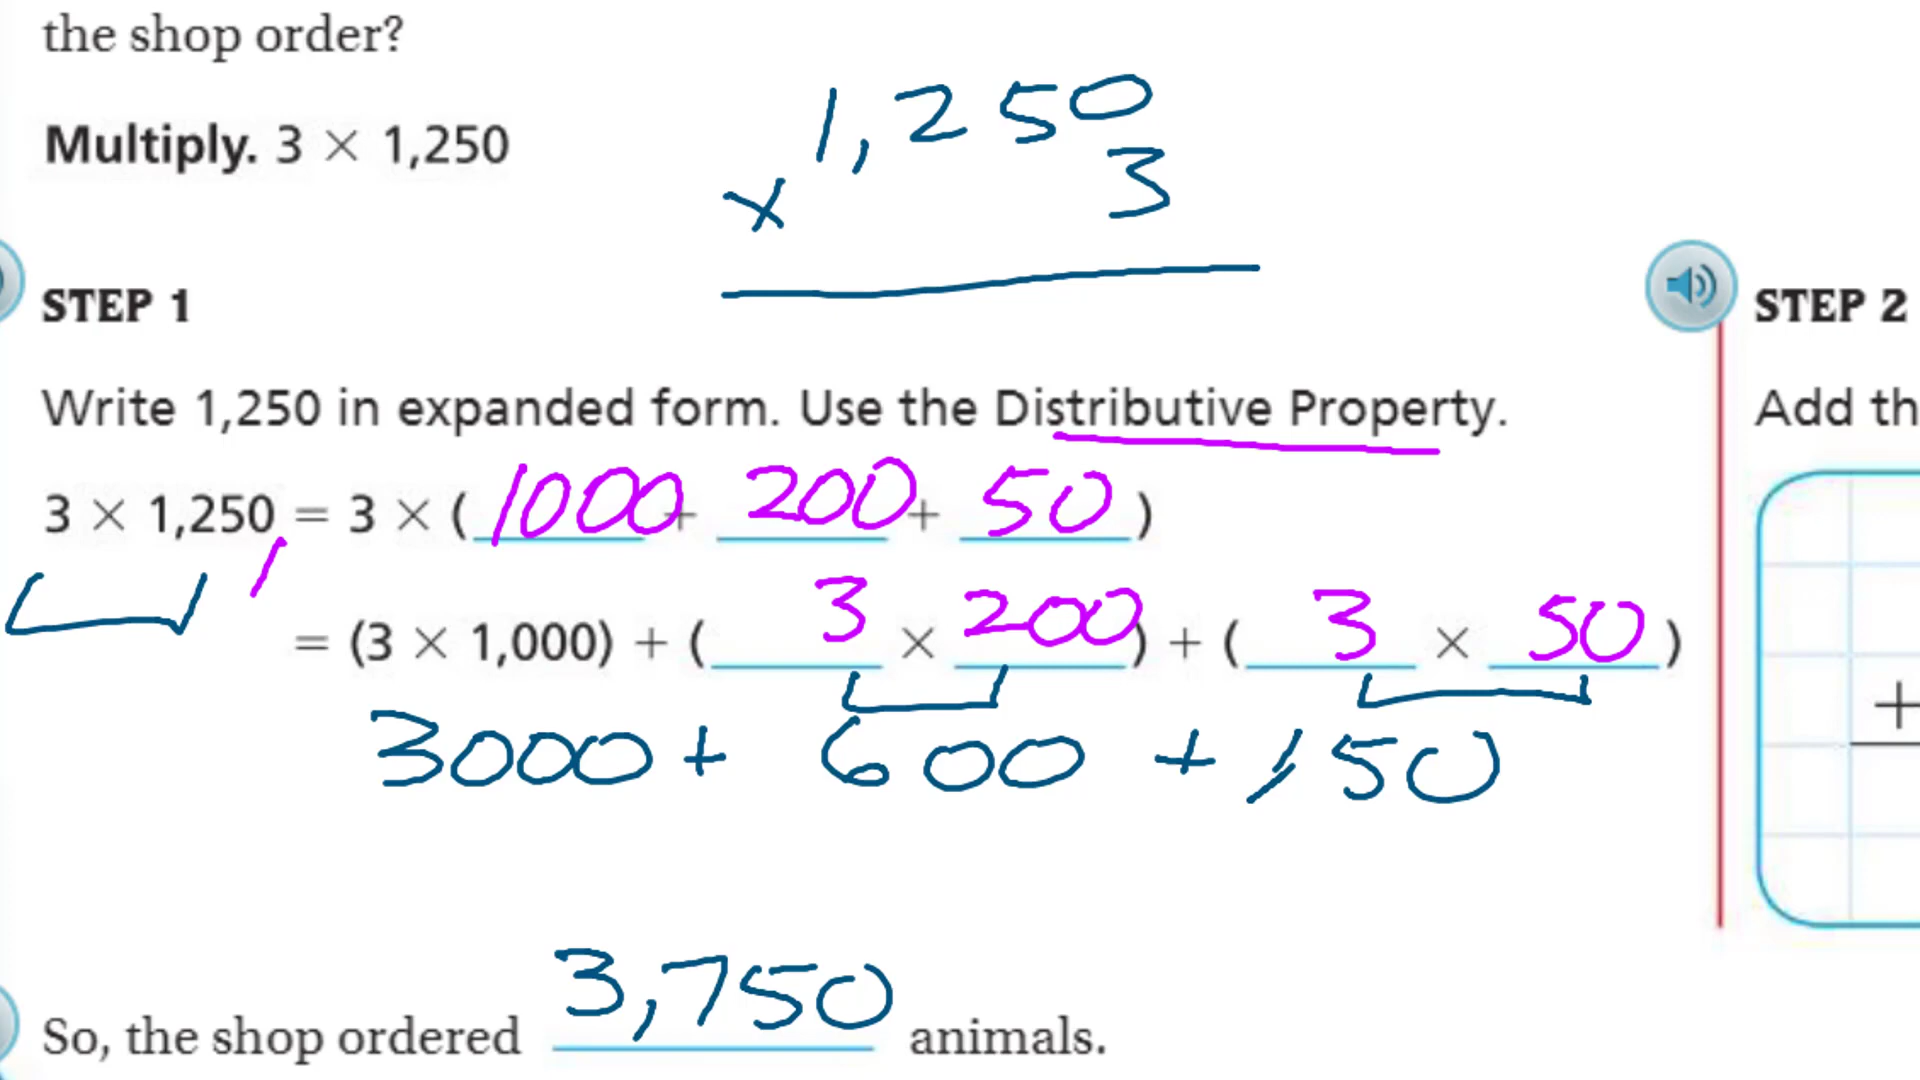 the shop order?
1,250
Multiply. 3 × 1,250
× 3
STEP 1
STEP 2
Write 1,250 in expanded form. Use the Distributive Property.
Add th
3 × 1,250 = 3 × ( 1000 + 200 + 50 )
= (3 × 1,000) + ( 3 × 200 ) + ( 3 × 50 )
+
3000 + 600 + 150
So, the shop ordered 3,750 animals.